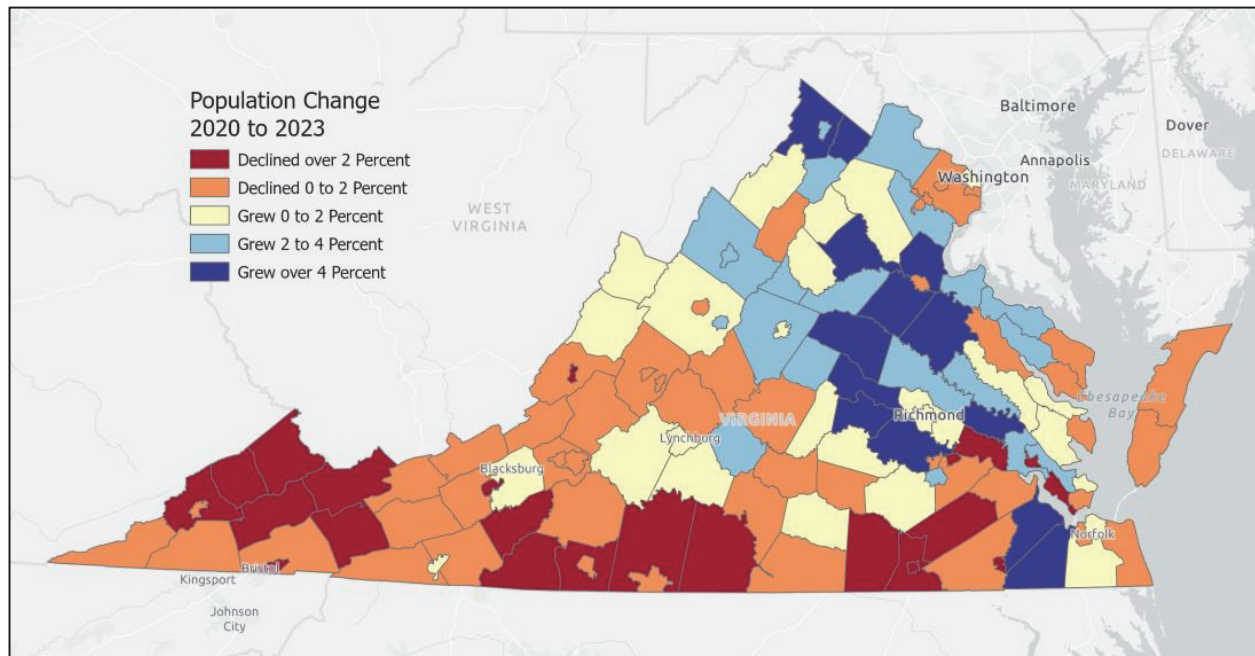 Population Change
2020 to 2023
Declined over 2 Percent
Declined 0 to 2 Percent
Grew 0 to 2 Percent
Grew 2 to 4 Percent
Grew over 4 Percent
Baltimore
Dover
Annapolis
DELAWARE
Washington
MARYLAND
WEST
VIRGINIA
Chesapeake
Bay
VIRGINIA
Richmond
Lynchburg
Blacksburg
Norfolk
Bristol
Kingsport
Johnson
City